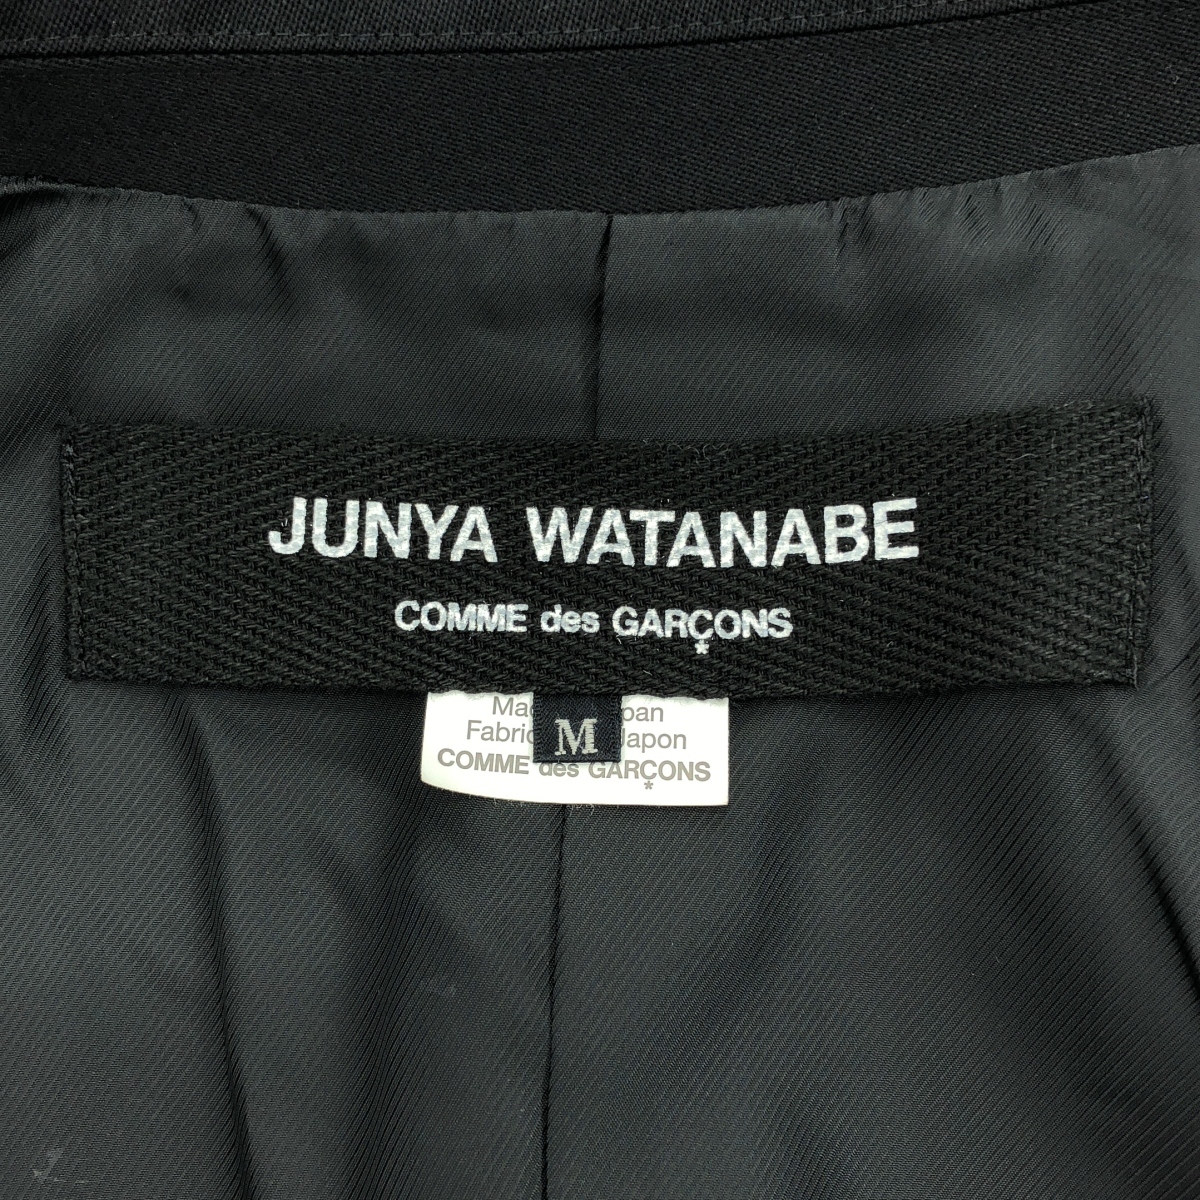 JUNYA WATANABE
COMME des GARÇONS
*
M
COMME des GARÇONS
*